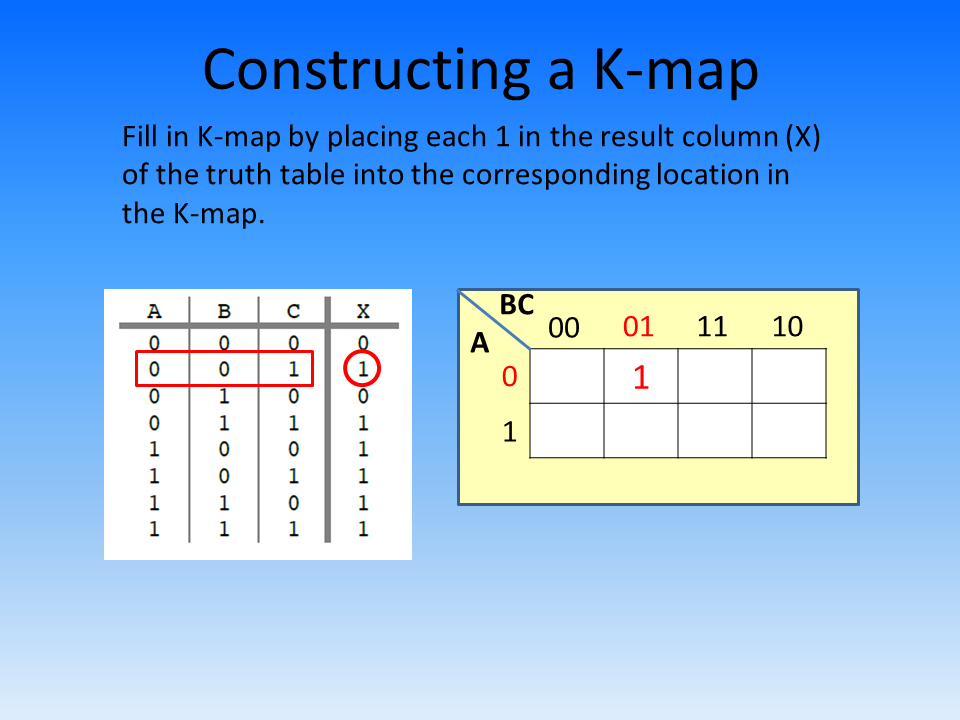 Constructing a K-map
Fill in K-map by placing each 1 in the result column (X)
of the truth table into the corresponding location in
the K-map.
A B C X
0 0 0 0
0 0 1 1
0 1 0 0
0 1 1 1
1 0 0 1
1 0 1 1
1 1 0 1
1 1 1 1
BC
A
00 01 11 10
0 1
1